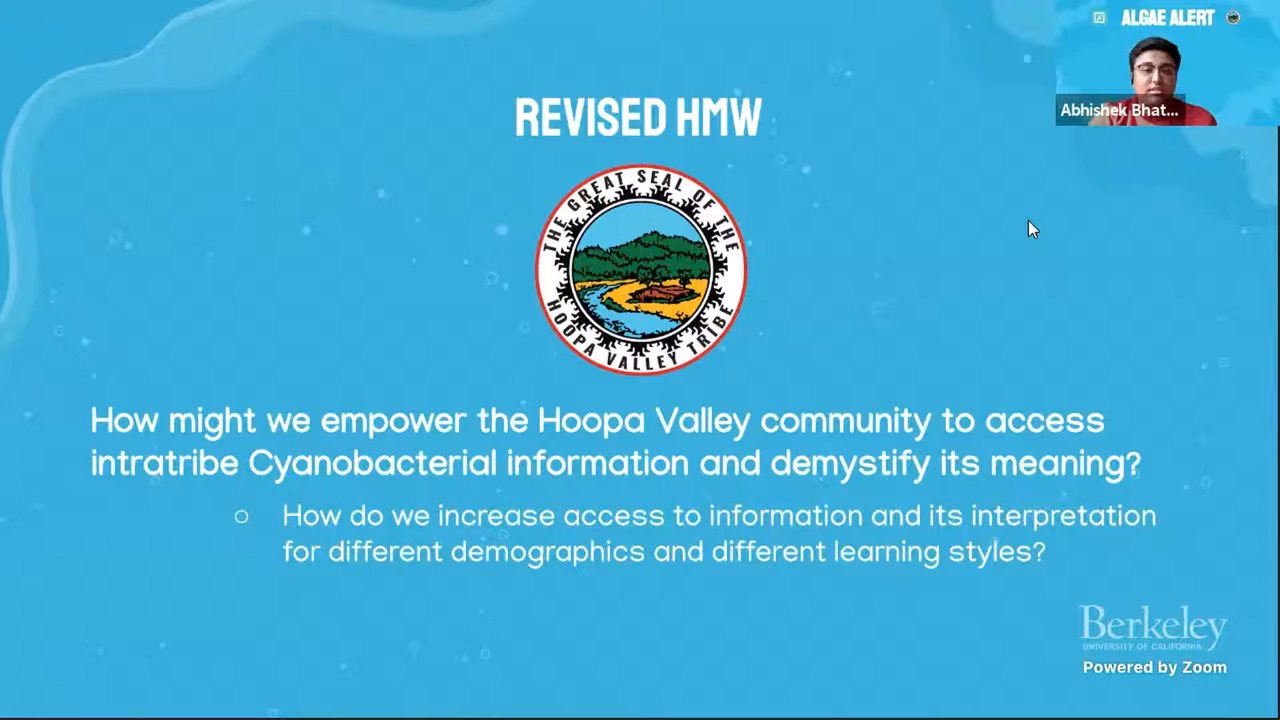 ALGAE ALERT
Abhishek Bhat...
REVISED HMW
THE GREAT SEAL OF THE
HOOPA VALLEY TRIBE
How might we empower the Hoopa Valley community to access
intratribe Cyanobacterial information and demystify its meaning?
○ How do we increase access to information and its interpretation
for different demographics and different learning styles?
Berkeley
UNIVERSITY OF CALIFORNIA
Powered by Zoom